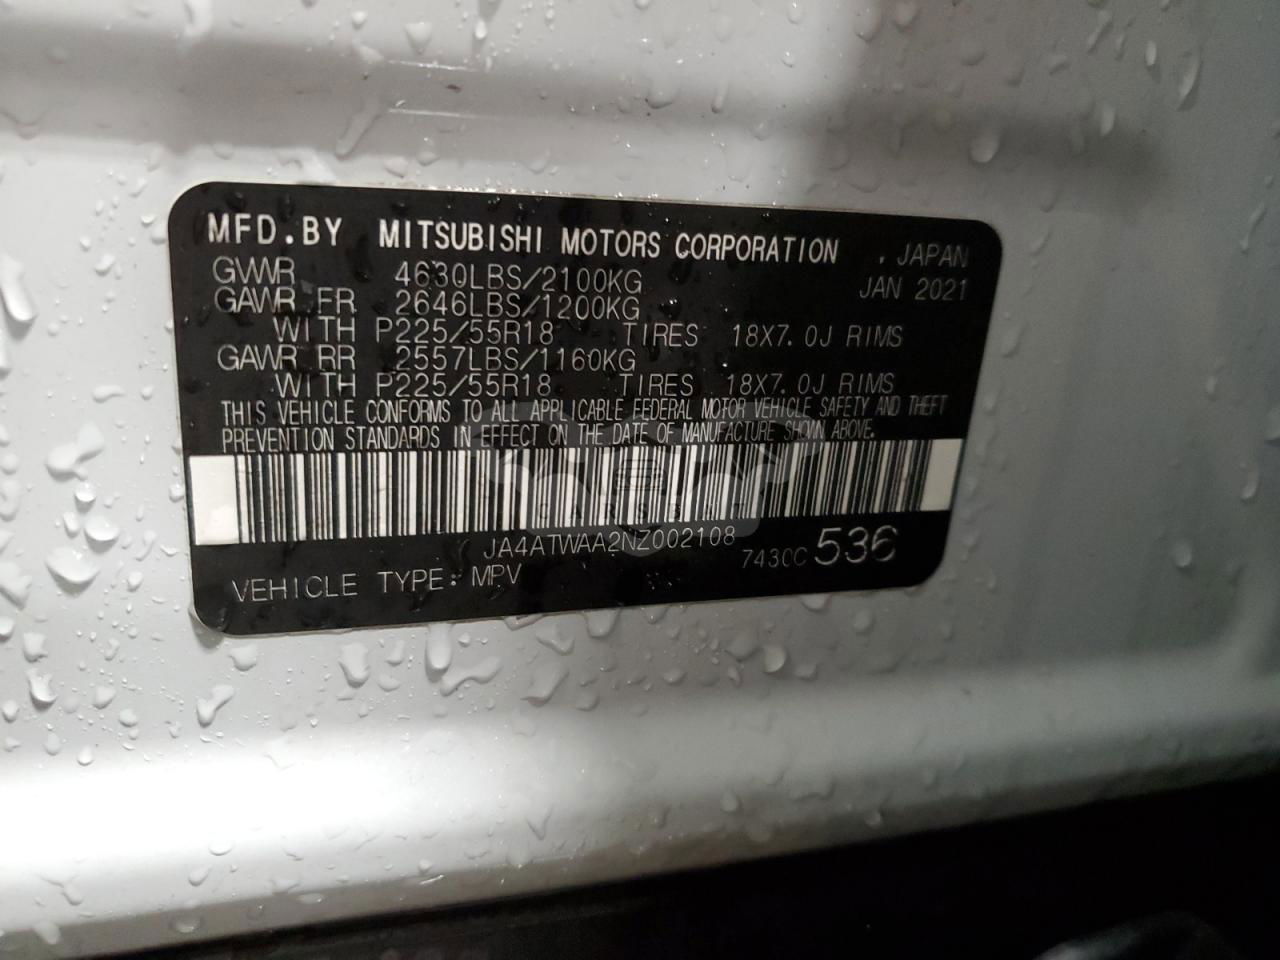 MFD.BY MITSUBISHI MOTORS CORPORATION . JAPAN
GVWR 4630LBS/2100KG JAN 2021
GAWR FR 2646LBS/1200KG
WITH P225/55R18 TIRES 18X7.0J RIMS
GAWR RR 2557LBS/1160KG
WITH P225/55R18 TIRES 18X7.0J RIMS
THIS VEHICLE CONFORMS TO ALL APPLICABLE FEDERAL MOTOR VEHICLE SAFETY AND THEFT
PREVENTION STANDARDS IN EFFECT ON THE DATE OF MANUFACTURE SHOWN ABOVE.
JA4ATWAA2NZ002108
VEHICLE TYPE: MPV 7430C 536